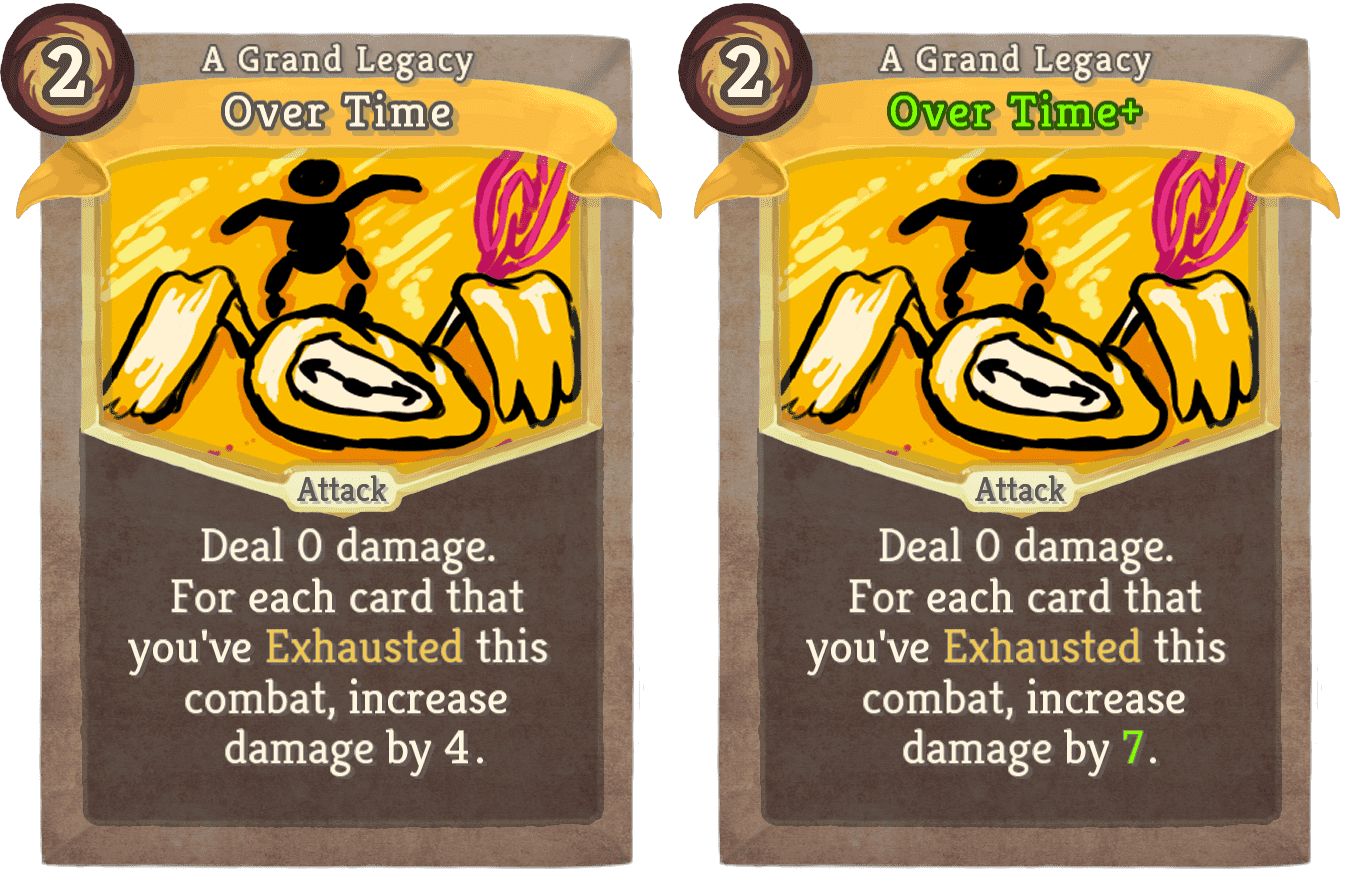 2
A Grand Legacy
Over Time
Attack
Deal 0 damage.
For each card that
you've Exhausted this
combat, increase
damage by 4.
2
A Grand Legacy
Over Time+
Attack
Deal 0 damage.
For each card that
you've Exhausted this
combat, increase
damage by 7.